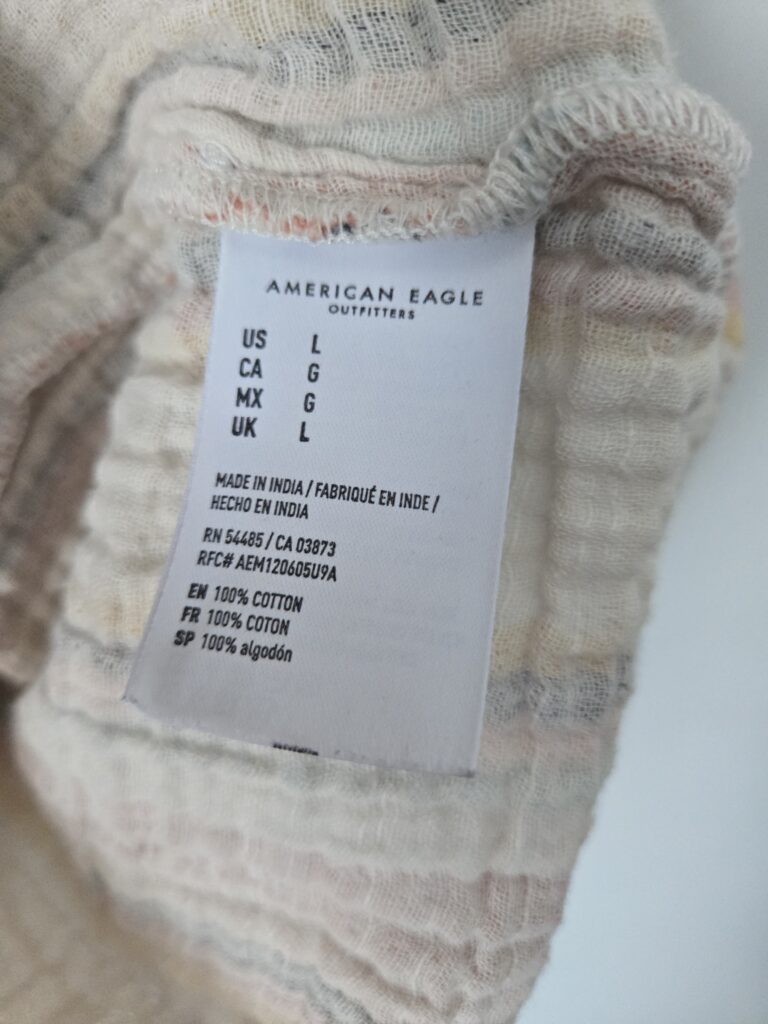 AMERICAN EAGLE
OUTFITTERS
US L
CA G
MX G
UK L
MADE IN INDIA / FABRIQUÉ EN INDE /
HECHO EN INDIA
RN 54485 / CA 03873
RFC# AEM120605U9A
EN 100% COTTON
FR 100% COTON
SP 100% algodón